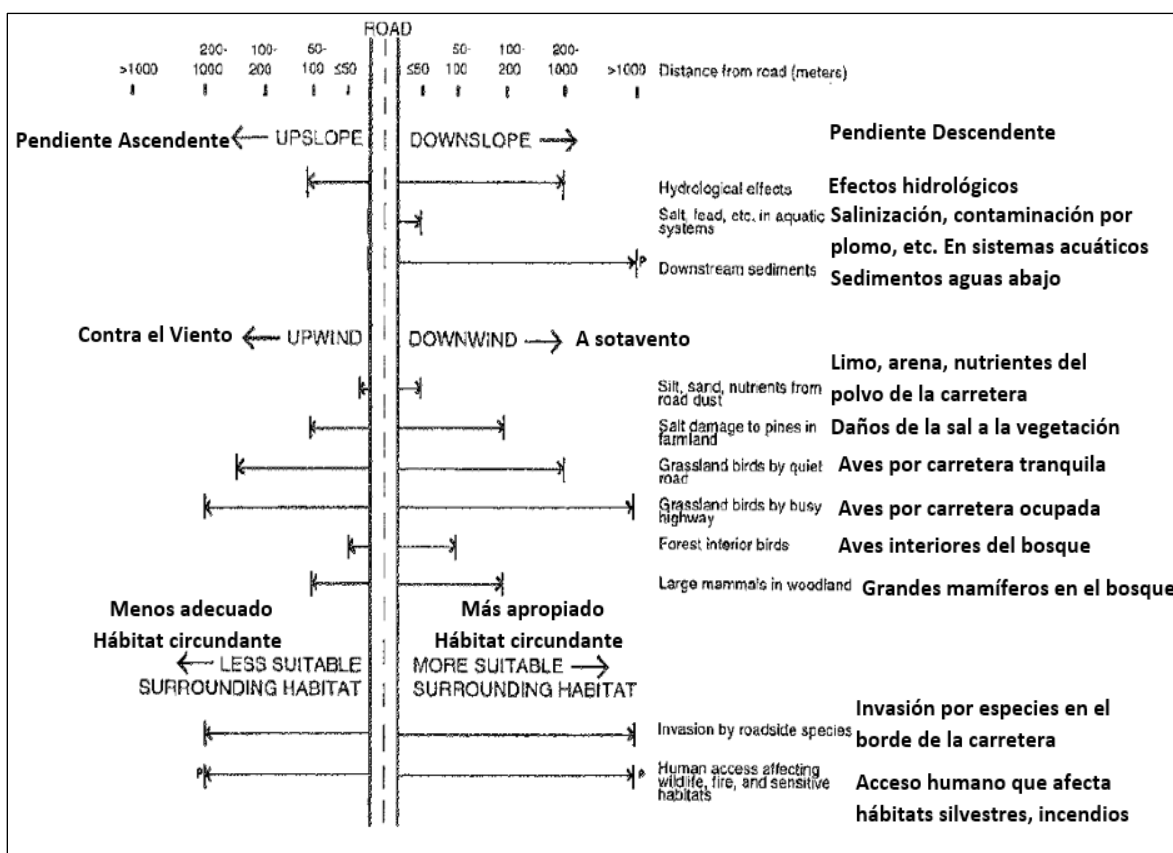 ROAD
200- 100- 50- 50- 100- 200-
>1000 1000 200 100 ≤50 ≤50 100 200 1000 >1000 Distance from road (meters)
Pendiente Ascendente ← UPSLOPE DOWNSLOPE → Pendiente Descendente
Hydrological effects Efectos hidrológicos
Salt, lead, etc. in aquatic Salinización, contaminación por
systems plomo, etc. En sistemas acuáticos
P Downstream sediments Sedimentos aguas abajo
Contra el Viento ← UPWIND DOWNWIND → A sotavento
Limo, arena, nutrientes del
Silt, sand, nutrients from polvo de la carretera
road dust
Salt damage to pines in Daños de la sal a la vegetación
farmland
Grassland birds by quiet Aves por carretera tranquila
road
Grassland birds by busy Aves por carretera ocupada
highway
Forest interior birds Aves interiores del bosque
Large mammals in woodland Grandes mamíferos en el bosque
Menos adecuado Más apropiado
Hábitat circundante Hábitat circundante
← LESS SUITABLE MORE SUITABLE →
SURROUNDING HABITAT SURROUNDING HABITAT
Invasión por especies en el
Invasion by roadside species borde de la carretera
P P Human access affecting Acceso humano que afecta
wildlife, fire, and sensitive
habitats hábitats silvestres, incendios